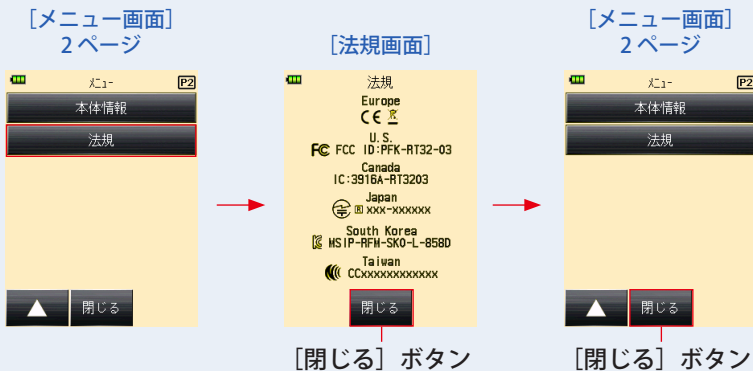 ［メニュー画面］
2 ページ
メニュー
P2
本体情報
法規
閉じる
［法規画面］
法規
Europe
CE
U.S.
FC FCC ID:PFK-RT32-03
Canada
IC:3916A-RT3203
Japan
R xxx-xxxxxx
South Korea
MSIP-RFM-SK0-L-858D
Taiwan
CCxxxxxxxxxxxx
閉じる
［閉じる］ボタン
［メニュー画面］
2 ページ
メニュー
P2
本体情報
法規
閉じる
［閉じる］ボタン